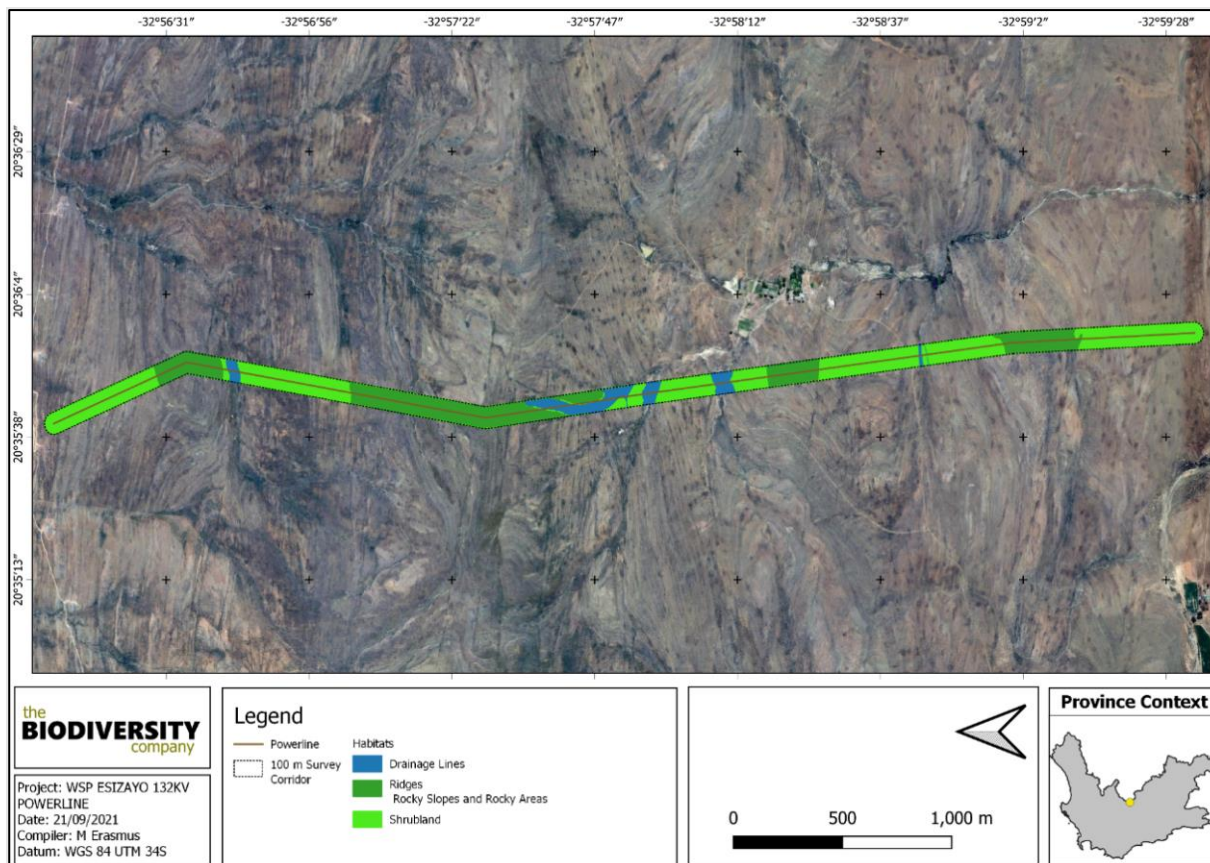 -32°56'31" -32°56'56" -32°57'22" -32°57'47" -32°58'12" -32°58'37" -32°59'2" -32°59'28"
20°36'29"
20°36'4"
20°35'38"
20°35'13"
the
BIODIVERSITY
company
Project: WSP ESIZAYO 132KV
POWERLINE
Date: 21/09/2021
Compiler: M Erasmus
Datum: WGS 84 UTM 34S
Legend
Powerline
100 m Survey
Corridor
Habitats
Drainage Lines
Ridges
Rocky Slopes and Rocky Areas
Shrubland
0 500 1,000 m
Province Context